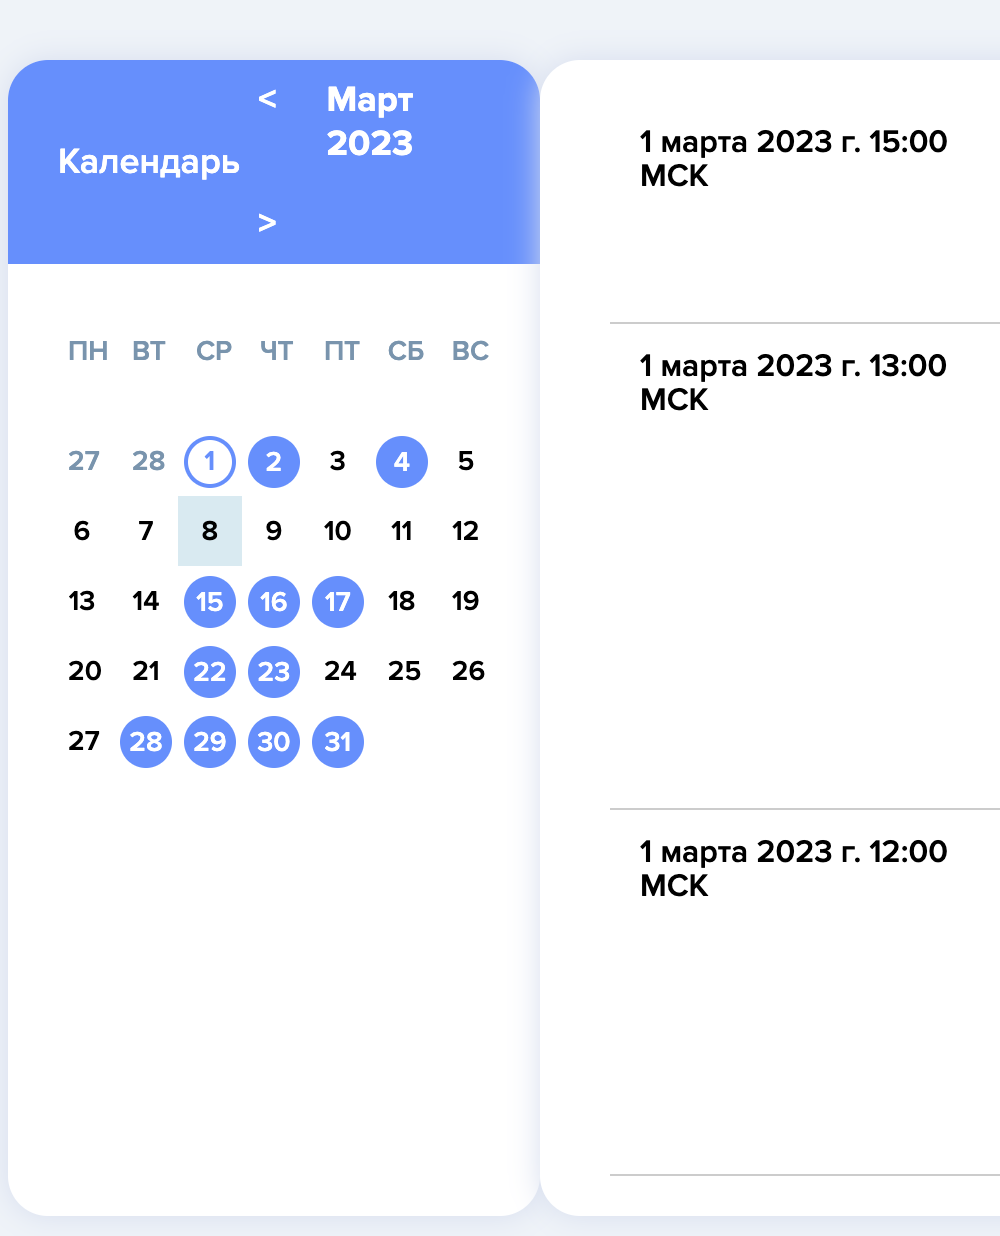 Календарь
<
Март
2023
>
ПН ВТ СР ЧТ ПТ СБ ВС
27 28 1 2 3 4 5
6 7 8 9 10 11 12
13 14 15 16 17 18 19
20 21 22 23 24 25 26
27 28 29 30 31
1 марта 2023 г. 15:00
МСК
1 марта 2023 г. 13:00
МСК
1 марта 2023 г. 12:00
МСК